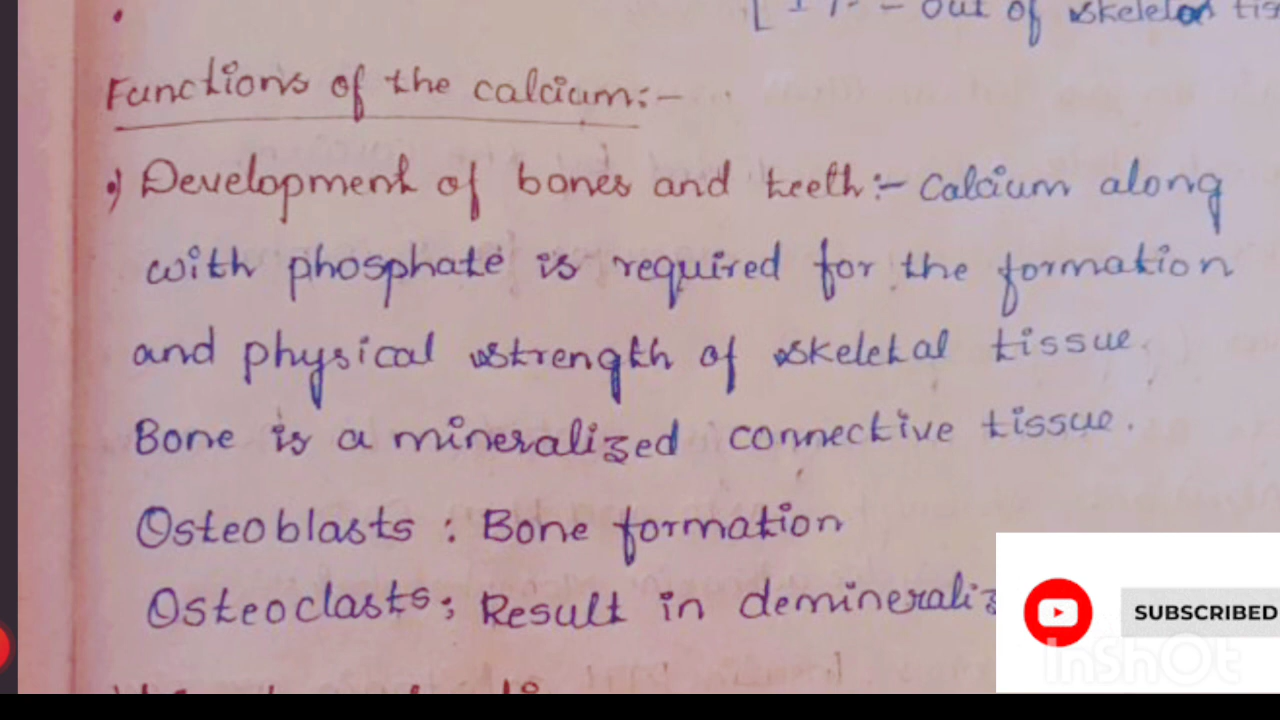 - out of skeleton
Functions of the calcium:-
•) Development of bones and teeth:- Calcium along
with phosphate is required for the formation
and physical strength of skeletal tissue.
Bone is a mineralized connective tissue.
Osteoblasts : Bone formation
Osteoclasts : Result in demineraliz
SUBSCRIBED
InShOt